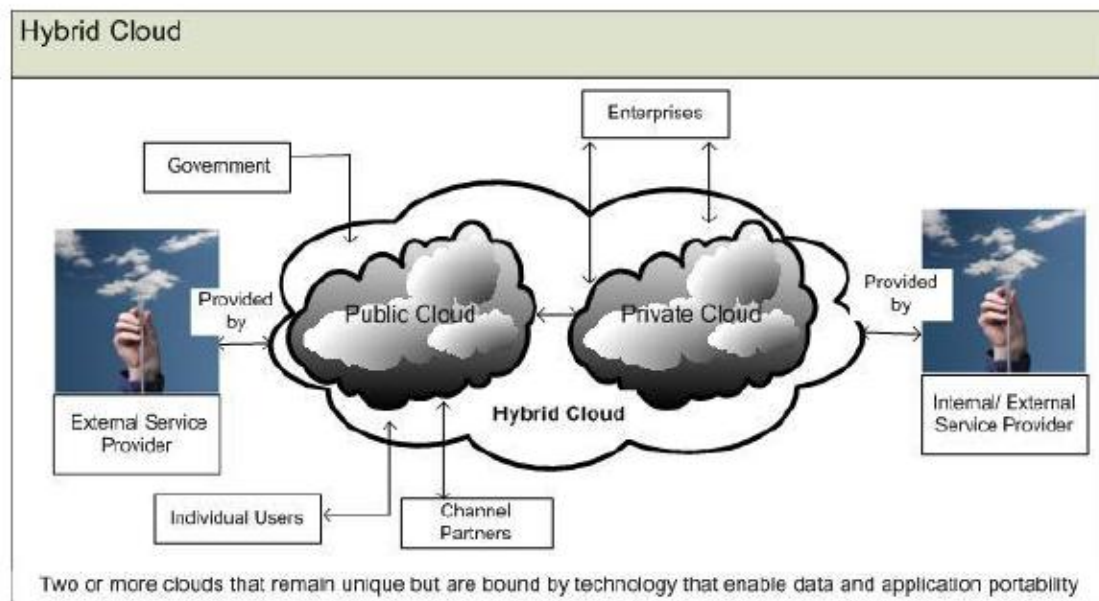 Hybrid Cloud
Enterprises
Government
Provided
by
Public Cloud
Private Cloud
Provided
by
Hybrid Cloud
External Service
Provider
Internal/ External
Service Provider
Individual Users
Channel
Partners
Two or more clouds that remain unique but are bound by technology that enable data and application portability